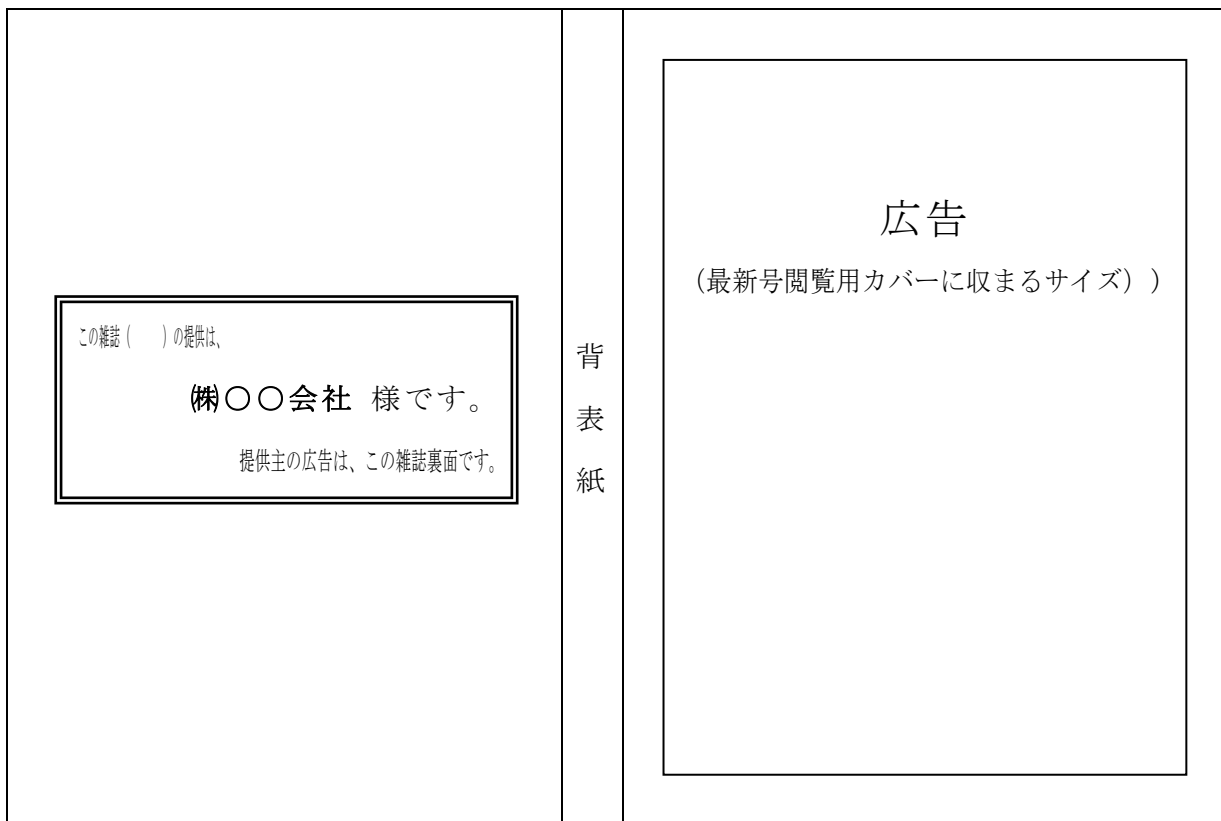 この雑誌（　　）の提供は、
㈱○○会社 様です。
提供主の広告は、この雑誌裏面です。
背表紙
広告
（最新号閲覧用カバーに収まるサイズ））